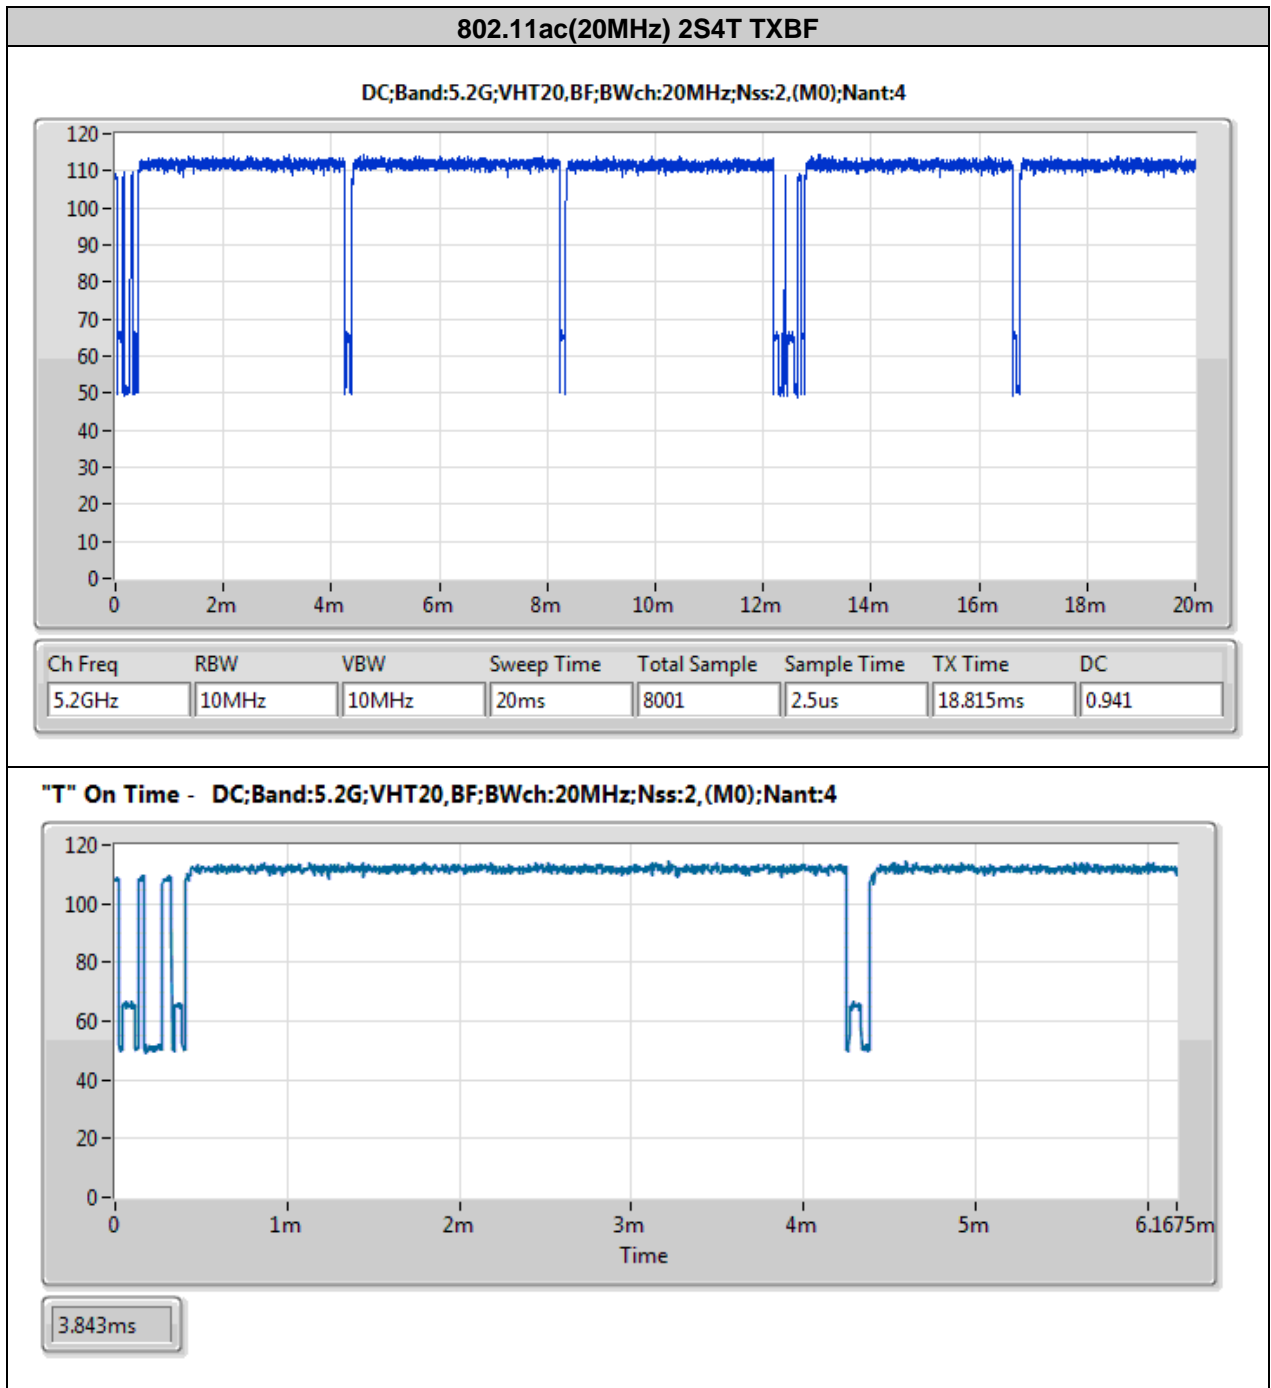 802.11ac(20MHz) 2S4T TXBF
DC;Band:5.2G;VHT20,BF;BWch:20MHz;Nss:2,(M0);Nant:4
120
110
100
90
80
70
60
50
40
30
20
10
0
0 2m 4m 6m 8m 10m 12m 14m 16m 18m 20m
Ch Freq RBW VBW Sweep Time Total Sample Sample Time TX Time DC
5.2GHz 10MHz 10MHz 20ms 8001 2.5us 18.815ms 0.941
"T" On Time - DC;Band:5.2G;VHT20,BF;BWch:20MHz;Nss:2,(M0);Nant:4
120
100
80
60
40
20
0
0 1m 2m 3m 4m 5m 6.1675m
Time
3.843ms